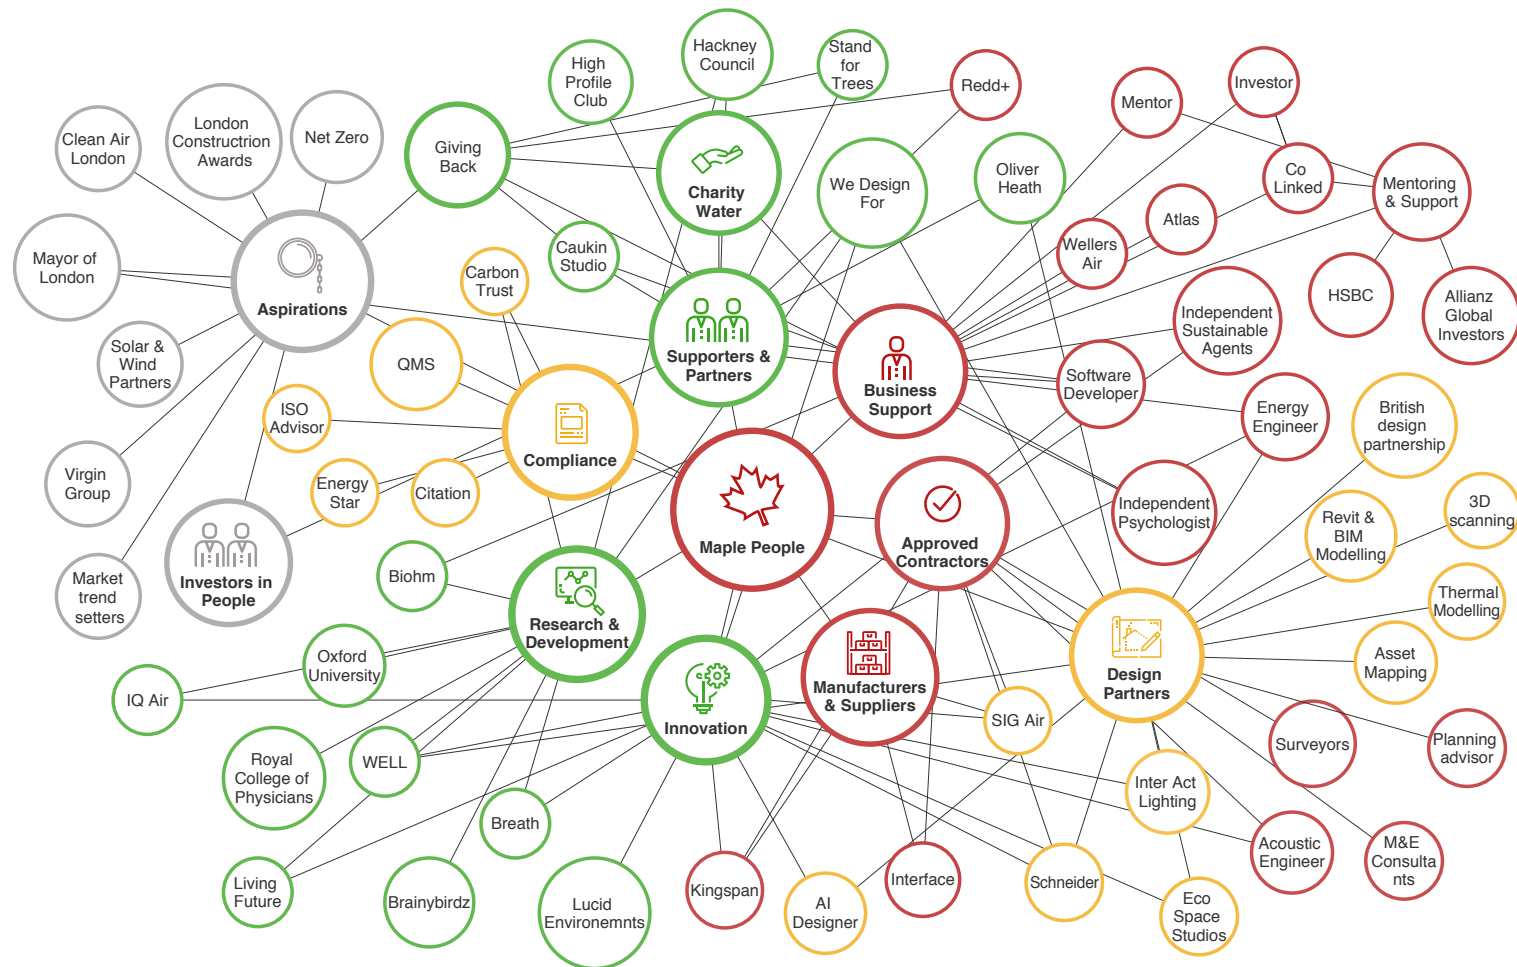 Hackney
Council
Stand
for
Trees
High
Profile
Club
Redd+
Mentor
Investor
Clean Air
London
London
Construction
Awards
Net Zero
Giving
Back
Charity
Water
We Design
For
Oliver
Heath
Co
Linked
Mentoring
& Support
Atlas
Wellers
Air
Mayor of
London
Aspirations
Carbon
Trust
Caukin
Studio
HSBC
Allianz
Global
Investors
Independent
Sustainable
Agents
Solar &
Wind
Partners
QMS
Supporters &
Partners
Business
Support
Software
Developer
ISO
Advisor
Compliance
Energy
Engineer
British
design
partnership
Virgin
Group
Energy
Star
Citation
Maple People
Approved
Contractors
Independent
Psychologist
Revit &
BIM
Modelling
3D
scanning
Investors in
People
Market
trend
setters
Biohm
Research &
Development
Thermal
Modelling
Oxford
University
Asset
Mapping
IQ Air
Innovation
Manufacturers
& Suppliers
Design
Partners
SIG Air
Surveyors
Planning
advisor
Royal
College of
Physicians
WELL
Inter Act
Lighting
Breath
Living
Future
Brainybirdz
Lucid
Environemnts
Kingspan
AI
Designer
Interface
Schneider
Eco
Space
Studios
Acoustic
Engineer
M&E
Consulta
nts